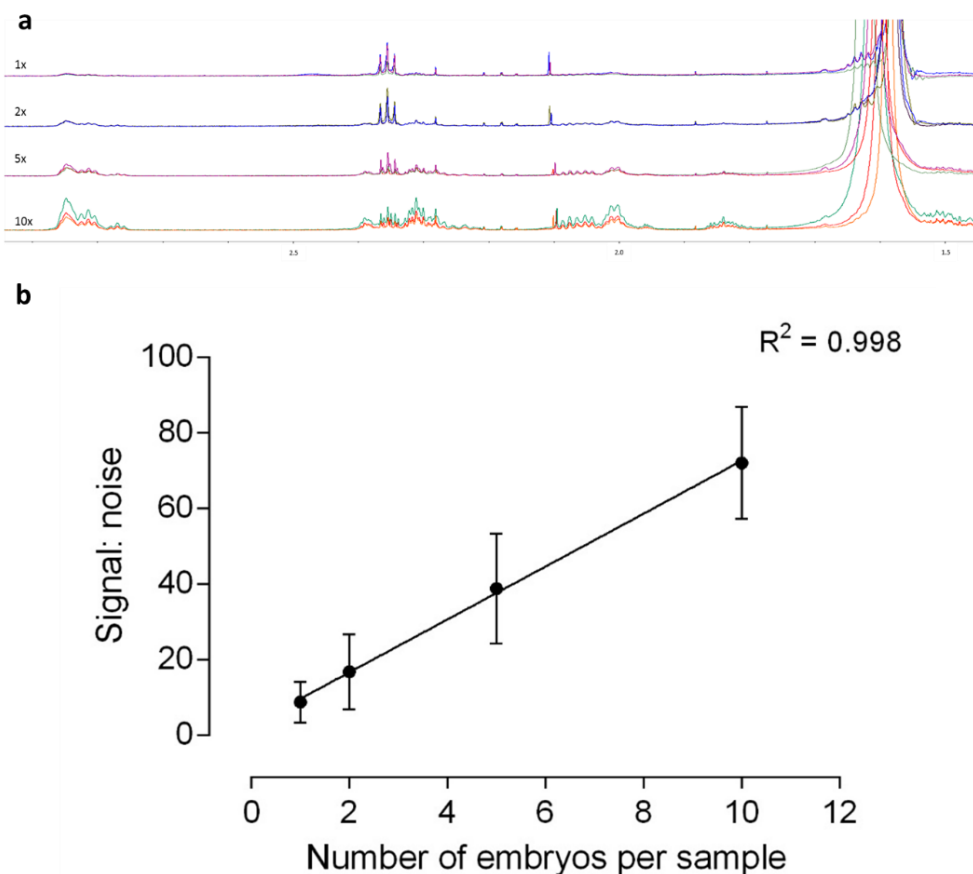 a
1x
2x
5x
10x
2.5 2.0 1.5
b
R² = 0.998
100
80
60
40
20
0
Signal: noise
0 2 4 6 8 10 12
Number of embryos per sample